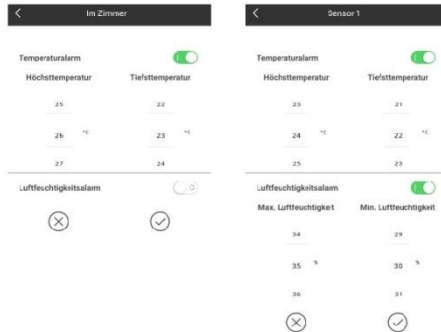 Im Zimmer
Temperaturalarm
Höchsttemperatur Tiefsttemperatur
25 22
26 °C 23 °C
27 24
Luftfeuchtigkeitsalarm
Sensor 1
Temperaturalarm
Höchsttemperatur Tiefsttemperatur
23 21
24 °C 22 °C
25 23
Luftfeuchtigkeitsalarm
Max. Luftfeuchtigkeit Min. Luftfeuchtigkeit
34 29
35 % 30 %
36 31